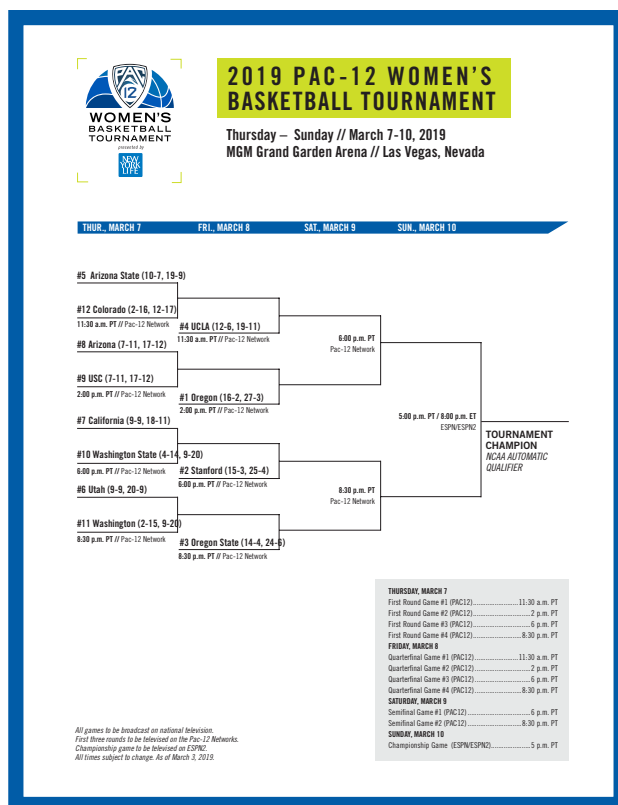 PAC
12
WOMEN'S
BASKETBALL
TOURNAMENT
presented by
NEW
YORK
LIFE
2019 PAC-12 WOMEN'S
BASKETBALL TOURNAMENT
Thursday – Sunday // March 7-10, 2019
MGM Grand Garden Arena // Las Vegas, Nevada
THUR., MARCH 7 FRI., MARCH 8 SAT., MARCH 9 SUN., MARCH 10
#5 Arizona State (10-7, 19-9)
#12 Colorado (2-16, 12-17)
11:30 a.m. PT // Pac-12 Network
#4 UCLA (12-6, 19-11)
11:30 a.m. PT // Pac-12 Network
#8 Arizona (7-11, 17-12)
#9 USC (7-11, 17-12)
2:00 p.m. PT // Pac-12 Network
#1 Oregon (16-2, 27-3)
2:00 p.m. PT // Pac-12 Network
#7 California (9-9, 18-11)
#10 Washington State (4-14, 9-20)
6:00 p.m. PT // Pac-12 Network
#2 Stanford (15-3, 25-4)
6:00 p.m. PT // Pac-12 Network
#6 Utah (9-9, 20-9)
#11 Washington (2-15, 9-20)
8:30 p.m. PT // Pac-12 Network
#3 Oregon State (14-4, 24-6)
8:30 p.m. PT // Pac-12 Network
6:00 p.m. PT
Pac-12 Network
8:30 p.m. PT
Pac-12 Network
5:00 p.m. PT / 8:00 p.m. ET
ESPN/ESPN2
TOURNAMENT
CHAMPION
NCAA AUTOMATIC
QUALIFIER
THURSDAY, MARCH 7
First Round Game #1 (PAC12)........................11:30 a.m. PT
First Round Game #2 (PAC12)..............................2 p.m. PT
First Round Game #3 (PAC12)..............................6 p.m. PT
First Round Game #4 (PAC12).........................8:30 p.m. PT
FRIDAY, MARCH 8
Quarterfinal Game #1 (PAC12).......................11:30 a.m. PT
Quarterfinal Game #2 (PAC12).............................2 p.m. PT
Quarterfinal Game #3 (PAC12).............................6 p.m. PT
Quarterfinal Game #4 (PAC12)........................8:30 p.m. PT
SATURDAY, MARCH 9
Semifinal Game #1 (PAC12).................................6 p.m. PT
Semifinal Game #2 (PAC12)............................8:30 p.m. PT
SUNDAY, MARCH 10
Championship Game (ESPN/ESPN2).....................5 p.m. PT
All games to be broadcast on national television.
First three rounds to be televised on the Pac-12 Networks.
Championship game to be televised on ESPN2.
All times subject to change. As of March 3, 2019.